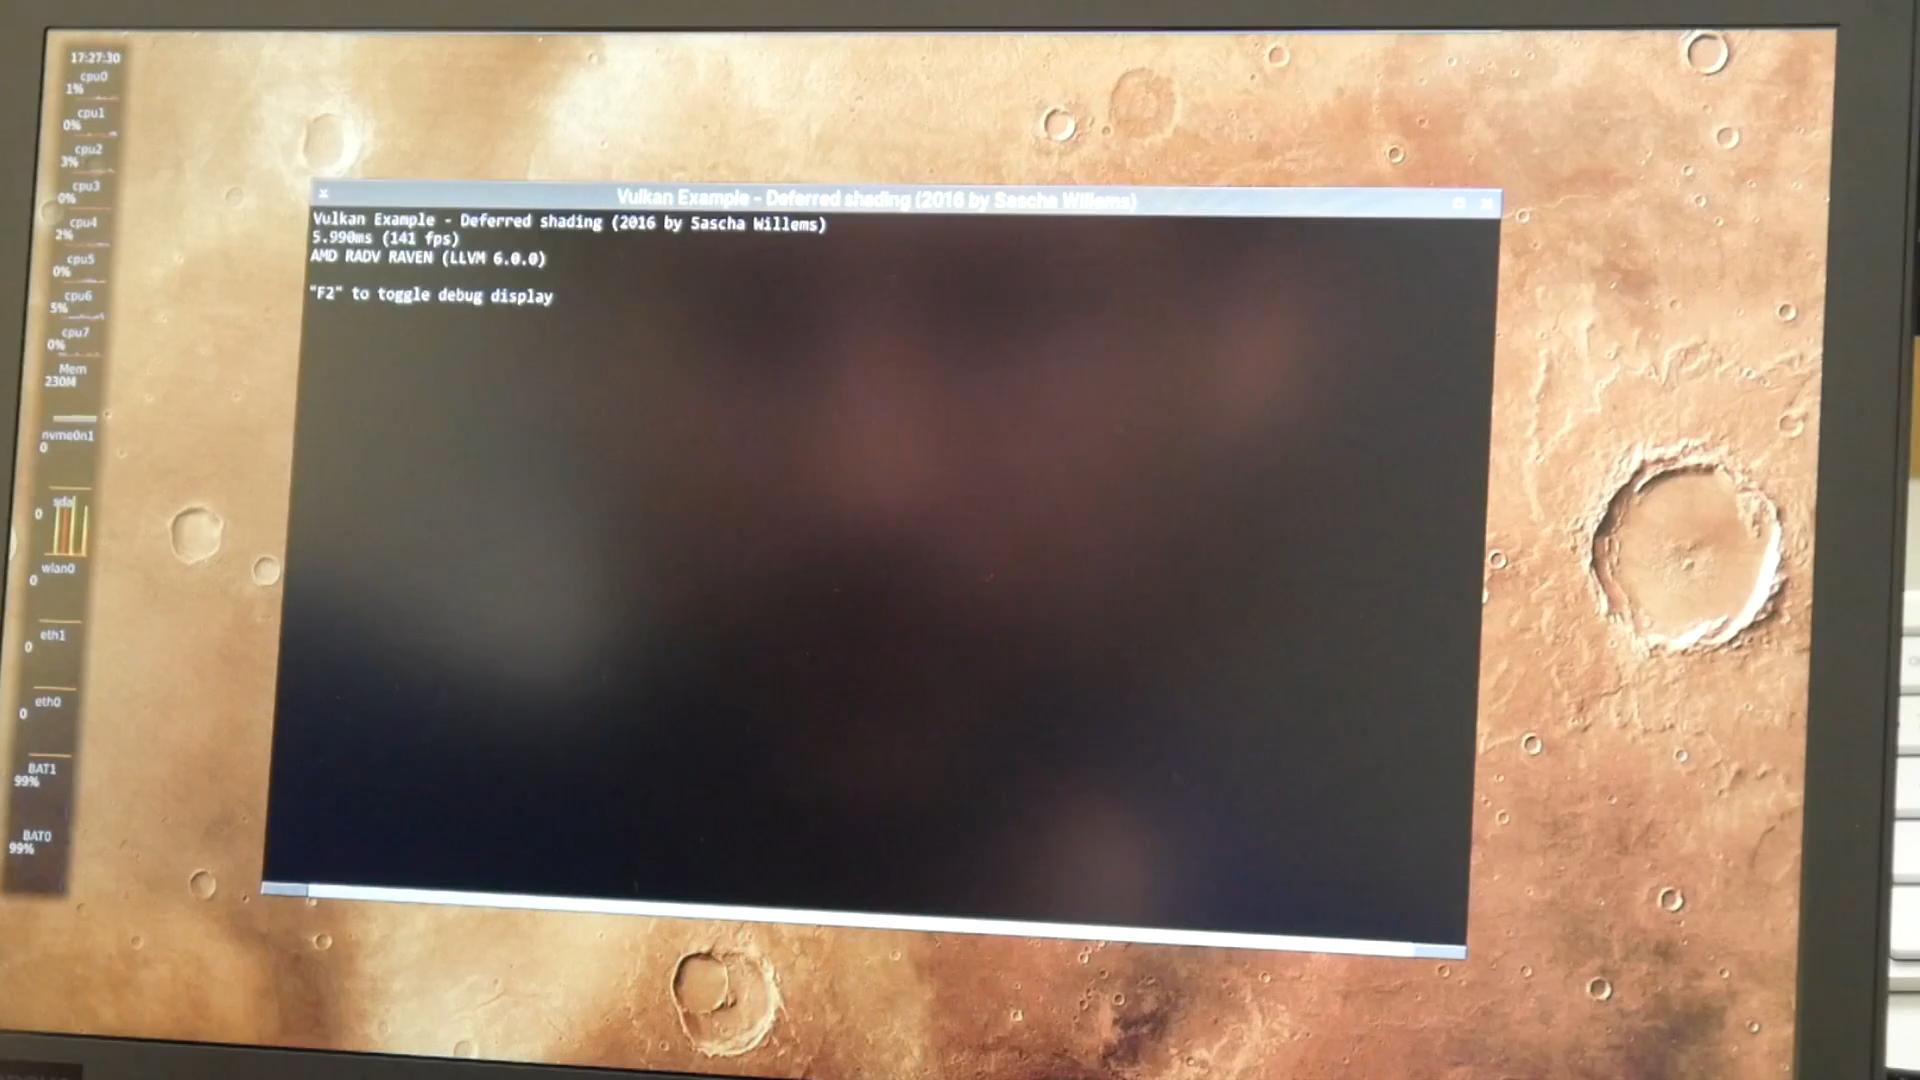 17:27:30
cpu0
1%
cpu1
0%
cpu2
3%
cpu3
0%
cpu4
2%
cpu5
0%
cpu6
5%
cpu7
0%
Mem
230M
nvme0n1
0
sda
0
wlan0
0
eth1
0
eth0
0
BAT1
99%
BAT0
99%
Vulkan Example - Deferred shading (2016 by Sascha Willems)
Vulkan Example - Deferred shading (2016 by Sascha Willems)
5.990ms (141 fps)
AMD RADV RAVEN (LLVM 6.0.0)
"F2" to toggle debug display